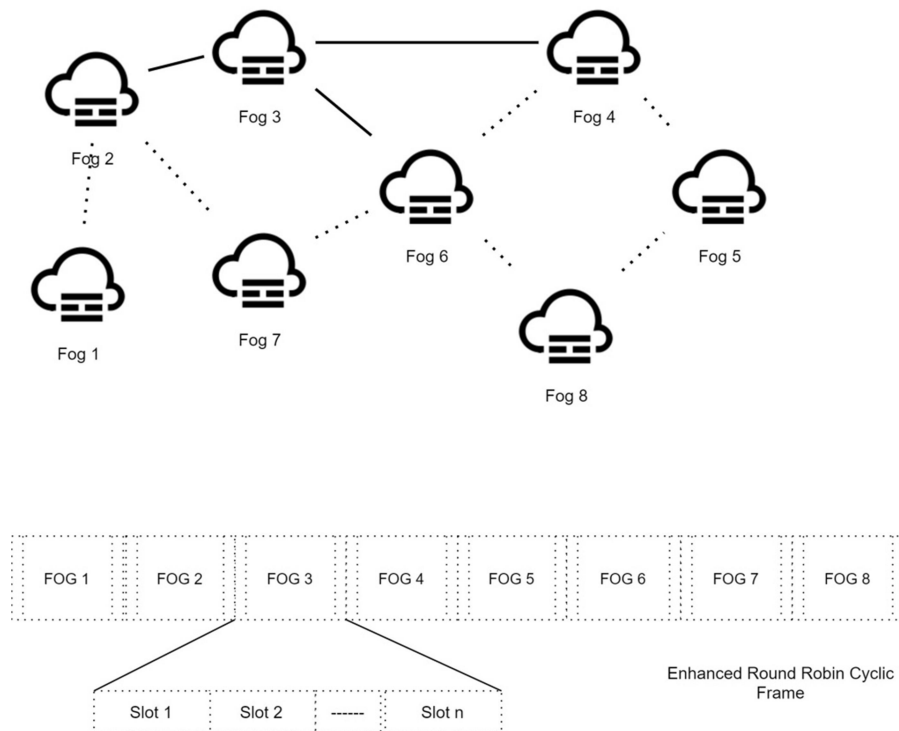 Fog 3
Fog 4
Fog 2
Fog 6
Fog 5
Fog 7
Fog 1
Fog 8
FOG 1 FOG 2 FOG 3 FOG 4 FOG 5 FOG 6 FOG 7 FOG 8
Enhanced Round Robin Cyclic
Frame
Slot 1 Slot 2 ------ Slot n